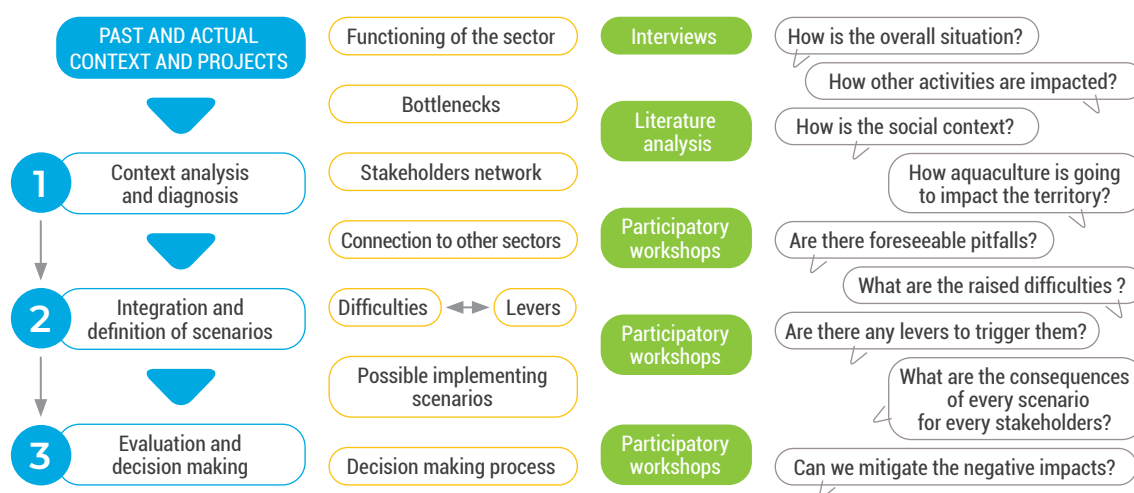 PAST AND ACTUAL
CONTEXT AND PROJECTS
1
Context analysis
and diagnosis
2
Integration and
definition of scenarios
3
Evaluation and
decision making
Functioning of the sector
Bottlenecks
Stakeholders network
Connection to other sectors
Difficulties
Levers
Possible implementing
scenarios
Decision making process
Interviews
Literature
analysis
Participatory
workshops
Participatory
workshops
Participatory
workshops
How is the overall situation?
How other activities are impacted?
How is the social context?
How aquaculture is going
to impact the territory?
Are there foreseeable pitfalls?
What are the raised difficulties ?
Are there any levers to trigger them?
What are the consequences
of every scenario
for every stakeholders?
Can we mitigate the negative impacts?